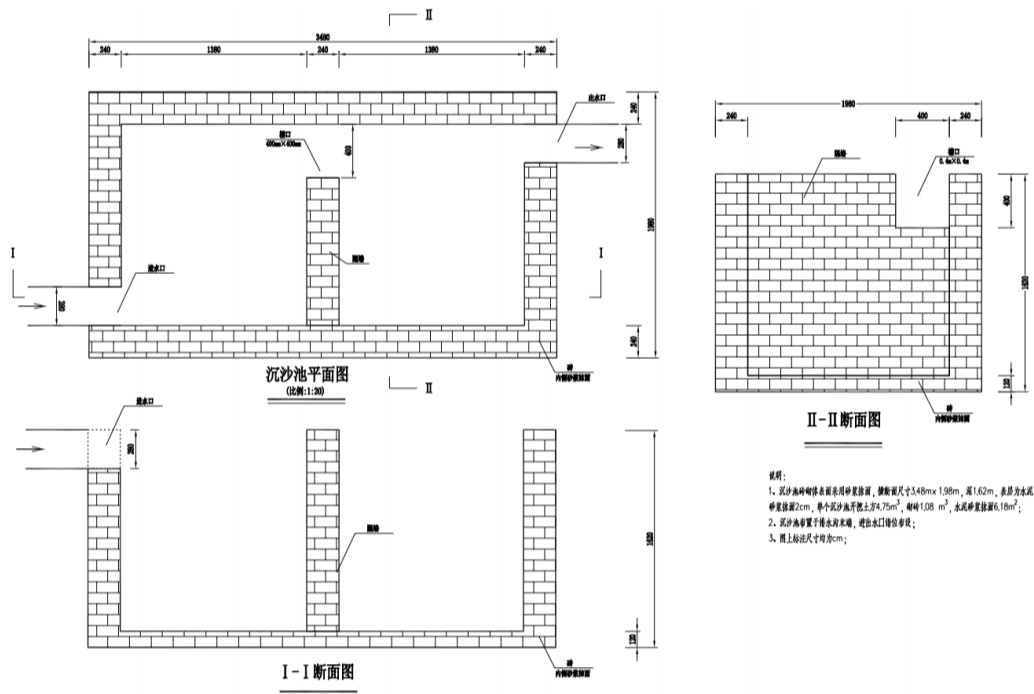 II
3480
240
1380
240
1380
240
出水口
240
280
槽口
400mm×400mm
400
1980
隔墙
I
I
进水口
280
240
砖
内侧砂浆抹面
沉沙池平面图
(比例:1:20)
II
1980
240
400
240
隔墙
槽口
0.4m×0.4m
400
1620
120
砖
内侧砂浆抹面
II-II断面图
进水口
280
隔墙
1620
120
砖
内侧砂浆抹面
I-I断面图
说明:
1、沉沙池砖砌体表面采用砂浆抹面,横断面尺寸3.48m×1.98m,深1.62m,表层为水泥
砂浆抹面2cm,单个沉沙池开挖土方4.75m³,砌砖1.08 m³,水泥砂浆抹面6.18m²;
2、沉沙池布置于排水沟末端,进出水口错位布设;
3、图上标注尺寸均为cm;